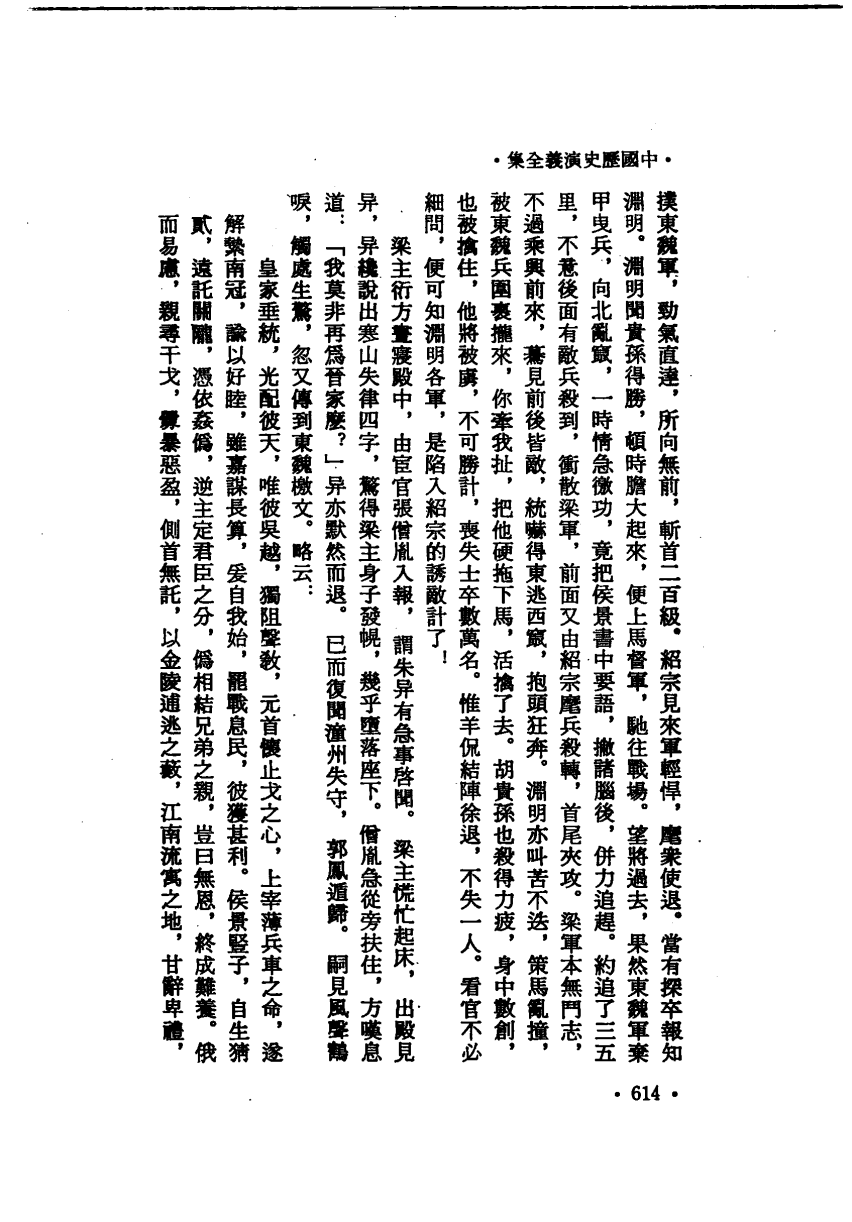 •中國歷史演義全集•
撲東魏軍，勁氣直達，所向無前，斬首二百級。紹宗見來軍輕悍，麾衆使退。當有探卒報知
淵明。淵明聞貴孫得勝，頓時膽大起來，便上馬督軍，馳往戰場。望將過去，果然東魏軍棄
甲曳兵，向北亂竄，一時情急徼功，竟把侯景書中要語，撇諸腦後，併力追趕。約追了三五
里，不意後面有敵兵殺到，衝散梁軍，前面又由紹宗麾兵殺轉，首尾夾攻。梁軍本無鬥志，
不過乘興前來，驀見前後皆敵，統嚇得東逃西竄，抱頭狂奔。淵明亦叫苦不迭，策馬亂撞，
被東魏兵圍裹攏來，你牽我扯，把他硬拖下馬，活擒了去。胡貴孫也殺得力疲，身中數創，
也被擒住，他將被虜，不可勝計，喪失士卒數萬名。惟羊侃結陣徐退，不失一人。看官不必
細問，便可知淵明各軍，是陷入紹宗的誘敵計了！
梁主衍方晝寢殿中，由宦官張僧胤入報，謂朱异有急事啓聞。梁主慌忙起床，出殿見
异，异纔說出寒山失律四字，驚得梁主身子發幌，幾乎墮落座下。僧胤急從旁扶住，方嘆息
道：「我莫非再爲晉家麼？」异亦默然而退。已而復聞潼州失守，郭鳳遁歸。嗣見風聲鶴
唳，觸處生驚，忽又傳到東魏檄文。略云：
皇家垂統，光配彼天，唯彼吳越，獨阻聲敎，元首懷止戈之心，上宰薄兵車之命，遂
解縶南冠，諭以好睦，雖嘉謀長算，爰自我始，罷戰息民，彼獲甚利。侯景豎子，自生猜
貳，遠託關隴，憑依姦僞，逆主定君臣之分，僞相結兄弟之親，豈曰無恩，終成難養。俄
而易慮，親尋干戈，釁暴惡盈，側首無託，以金陵逋逃之藪，江南流寓之地，甘辭卑禮，
•614•